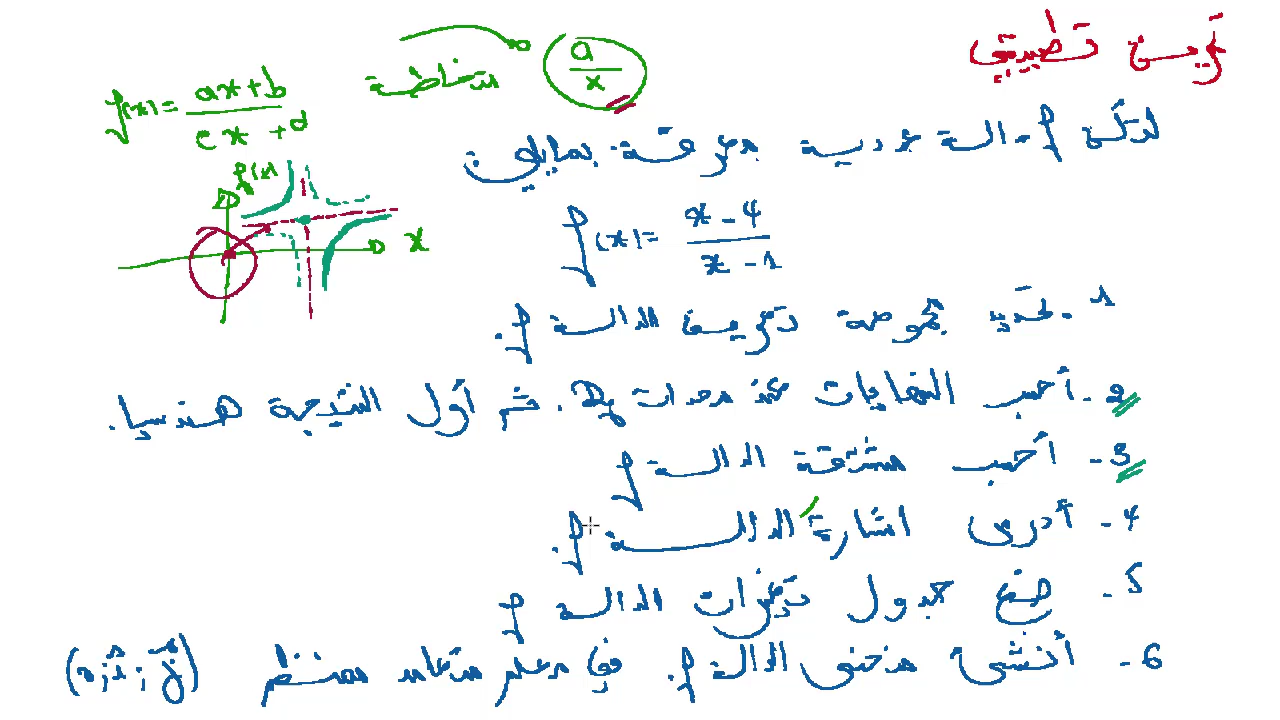 تمرين تطبيقي
لتكن f دالة عددية معرفة بمايلي:
f(x) = (x - 4)/(x - 1)
1. حدد مجموعة تعريف الدالة f.
2. أحسب النهايات عند محدات Df. ثم أول النتيجة هندسيا.
3. أحسب مشتقة الدالة f
4. أدرس اشارة الدالة f.
5. ضع جدول تغيرات الدالة f
6. أنشئ منحنى الدالة f. في معلم متعامد ممنظم (o; i; j)
f(x) = (ax + b)/(cx + d)
تناظية a/x
f(x)
x